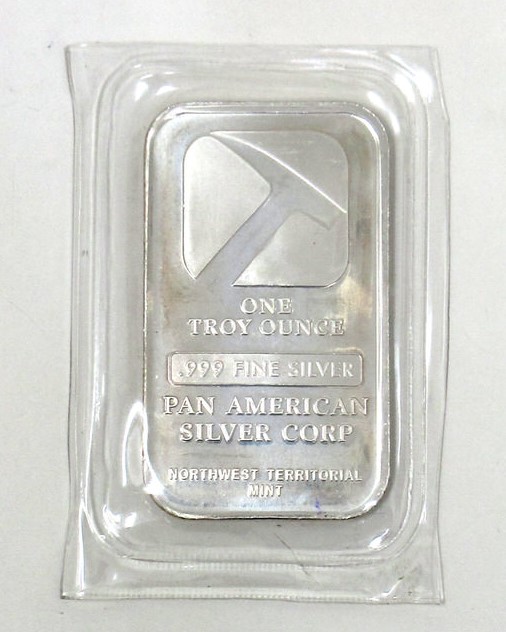 ONE
TROY OUNCE
.999 FINE SILVER
PAN AMERICAN
SILVER CORP
NORTHWEST TERRITORIAL
MINT